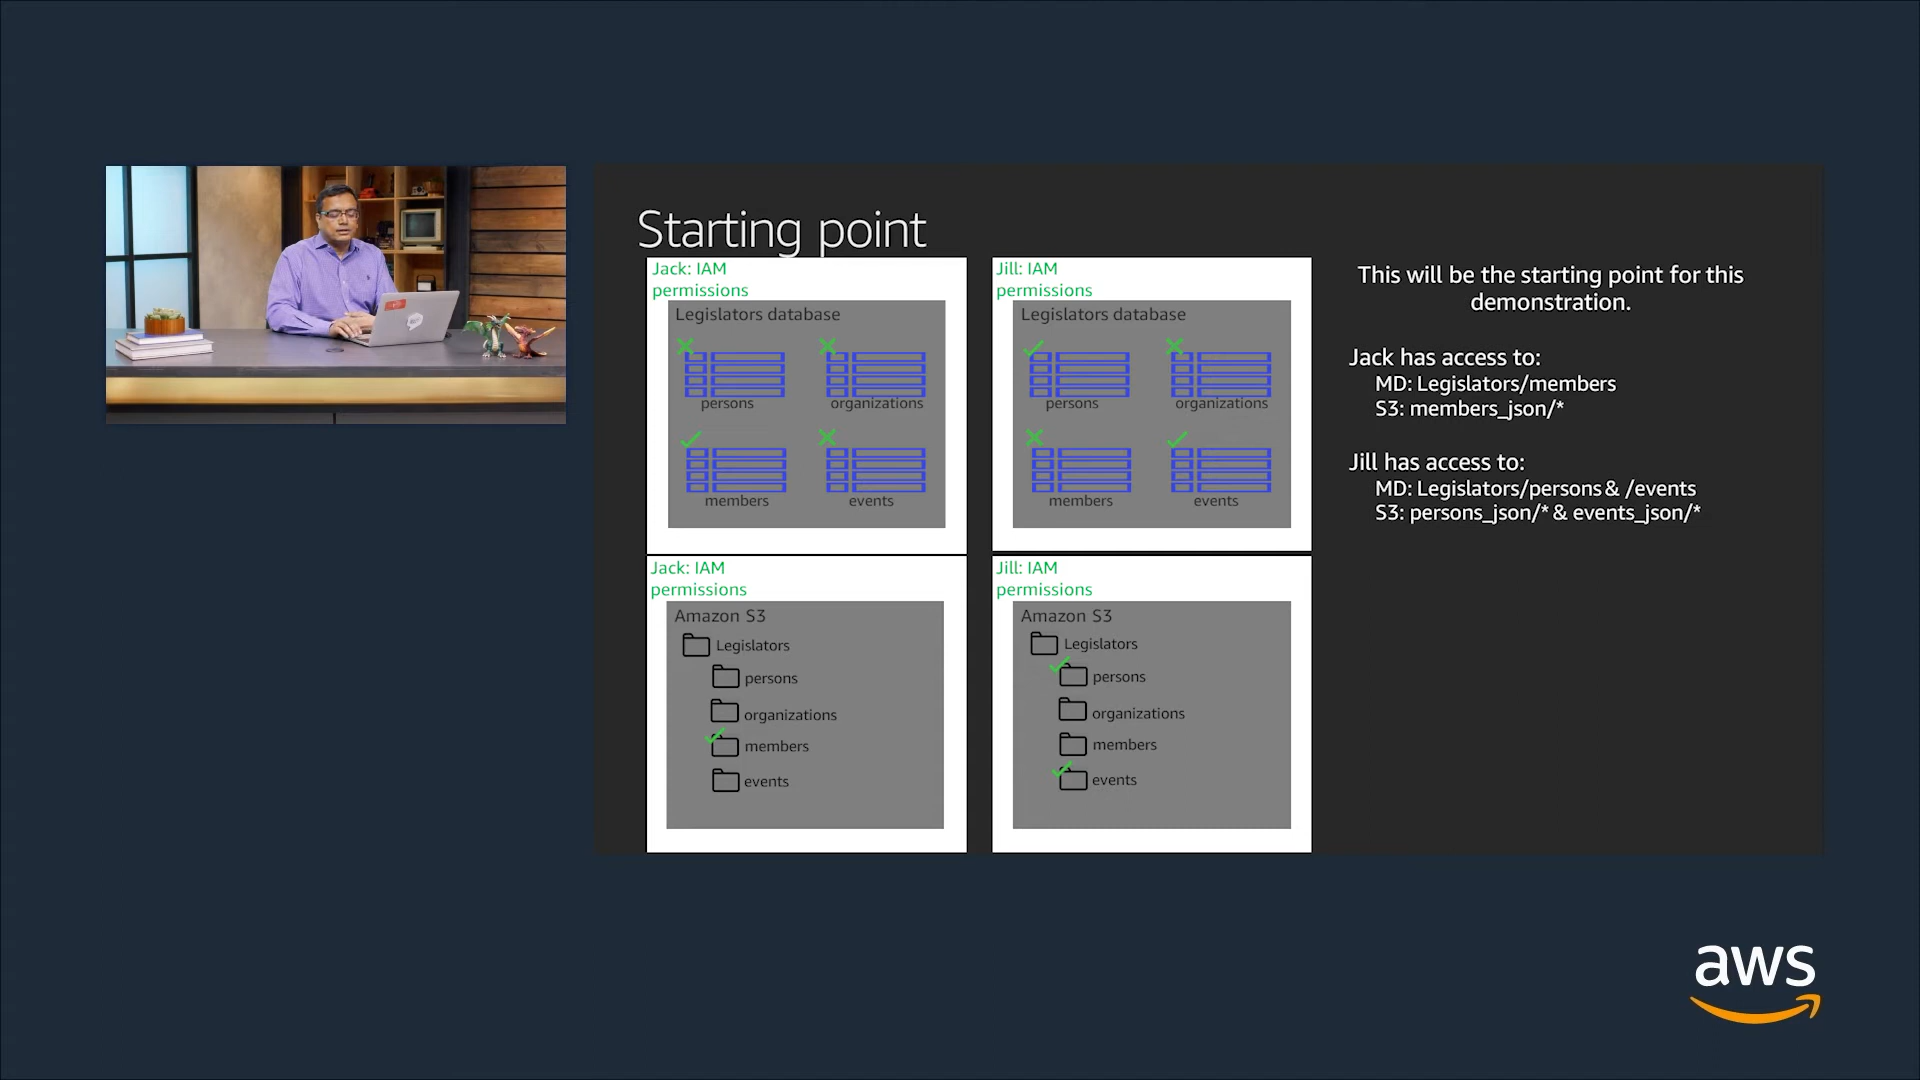 Starting point
Jack: IAM
permissions
Legislators database
persons
organizations
members
events
Jill: IAM
permissions
Legislators database
persons
organizations
members
events
Jack: IAM
permissions
Amazon S3
Legislators
persons
organizations
members
events
Jill: IAM
permissions
Amazon S3
Legislators
persons
organizations
members
events
This will be the starting point for this
demonstration.
Jack has access to:
MD: Legislators/members
S3: members_json/*
Jill has access to:
MD: Legislators/persons & /events
S3: persons_json/* & events_json/*
aws